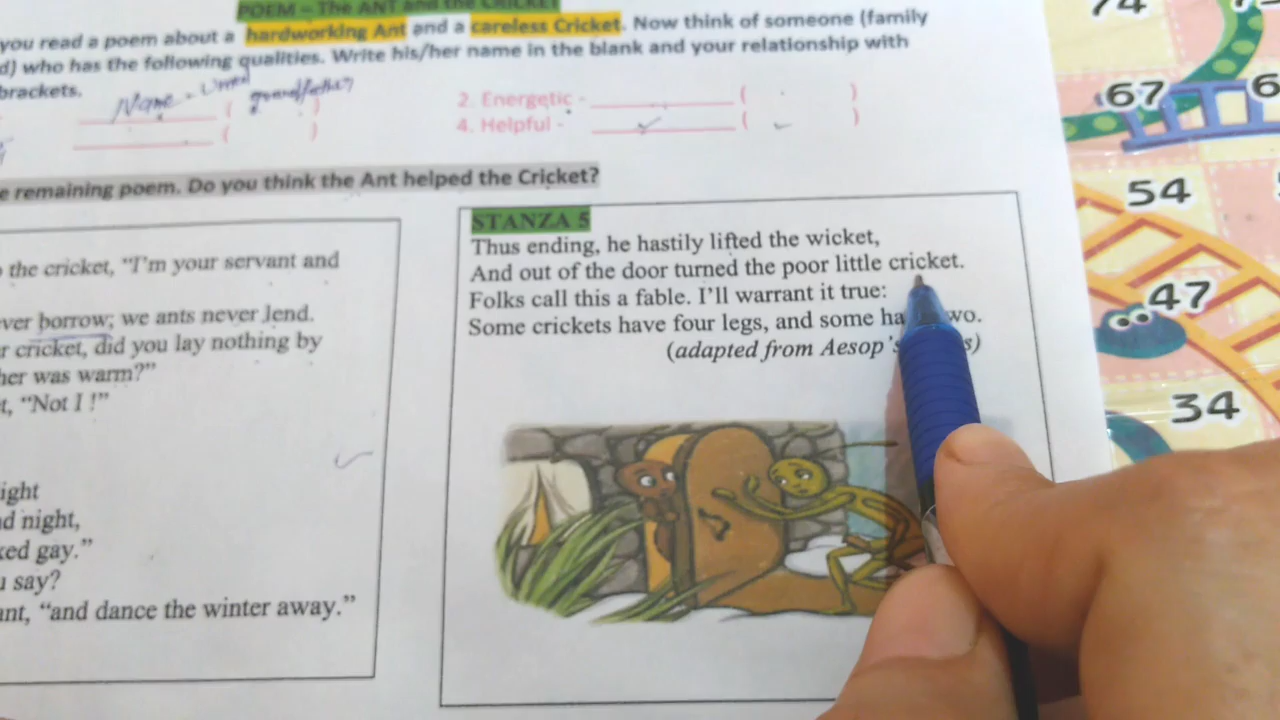 POEM – The ANT and the CRICKET
you read a poem about a hardworking Ant and a careless Cricket. Now think of someone (family
d) who has the following qualities. Write his/her name in the blank and your relationship with
brackets.
Name - grandfather
( )
2. Energetic - ( )
( )
4. Helpful - ( )
e remaining poem. Do you think the Ant helped the Cricket?
the cricket, “I'm your servant and
ver borrow; we ants never lend.
r cricket, did you lay nothing by
her was warm?”
t, “Not I !”
ight
d night,
ked gay.”
u say?
ant, “and dance the winter away.”
STANZA 5
Thus ending, he hastily lifted the wicket,
And out of the door turned the poor little cricket.
Folks call this a fable. I'll warrant it true:
Some crickets have four legs, and some ha wo.
(adapted from Aesop's s)
74
67
6
54
47
34